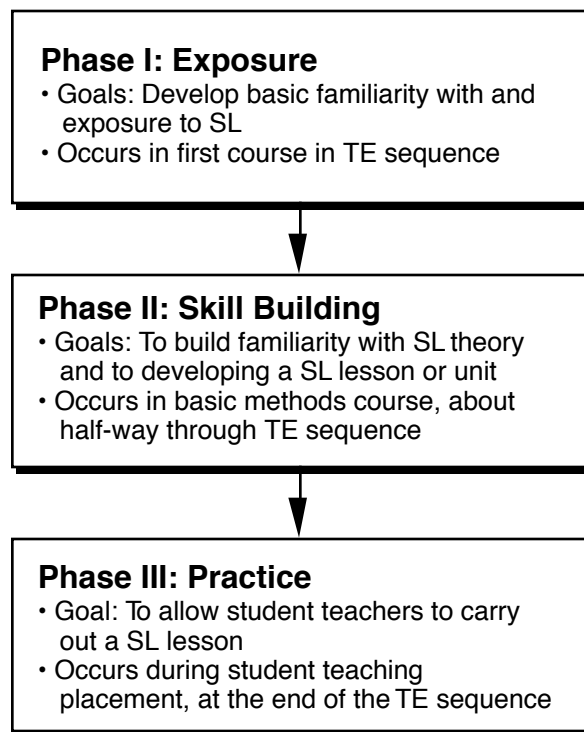 Phase I: Exposure
• Goals: Develop basic familiarity with and
exposure to SL
• Occurs in first course in TE sequence
Phase II: Skill Building
• Goals: To build familiarity with SL theory
and to developing a SL lesson or unit
• Occurs in basic methods course, about
half-way through TE sequence
Phase III: Practice
• Goal: To allow student teachers to carry
out a SL lesson
• Occurs during student teaching
placement, at the end of the TE sequence